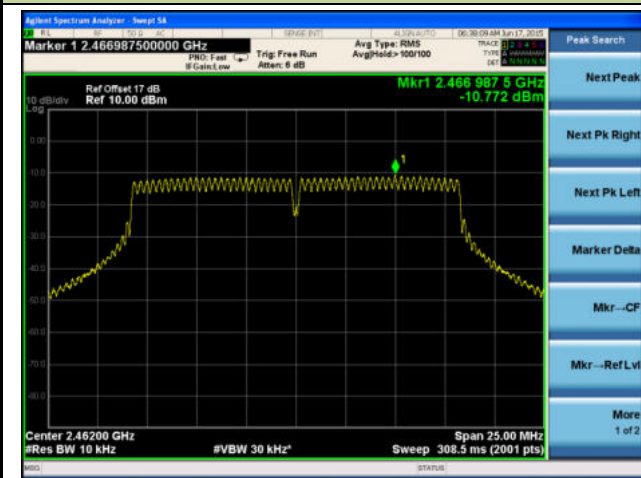 Agilent Spectrum Analyzer - Swept SA
RL RF 50 Ω AC SENSE:INT ALIGN AUTO 06:38:09 AM Jun 17, 2015
Marker 1 2.466987500000 GHz
PNO: Fast
IFGain:Low
Trig: Free Run
Atten: 6 dB
Avg Type: RMS
Avg|Hold:>100/100
TRACE 1 2 3 4 5 6
TYPE
DET A N N N N N
Peak Search
Ref Offset 17 dB
10 dB/div Ref 10.00 dBm
Log
Mkr1 2.466 987 5 GHz
-10.772 dBm
Next Peak
Next Pk Right
Next Pk Left
Marker Delta
Mkr→CF
Mkr→RefLvl
More
1 of 2
0.00
-10.0
-20.0
-30.0
-40.0
-50.0
-60.0
-70.0
-80.0
1
Center 2.46200 GHz
#Res BW 10 kHz
#VBW 30 kHz*
Span 25.00 MHz
Sweep 308.5 ms (2001 pts)
MSG
STATUS